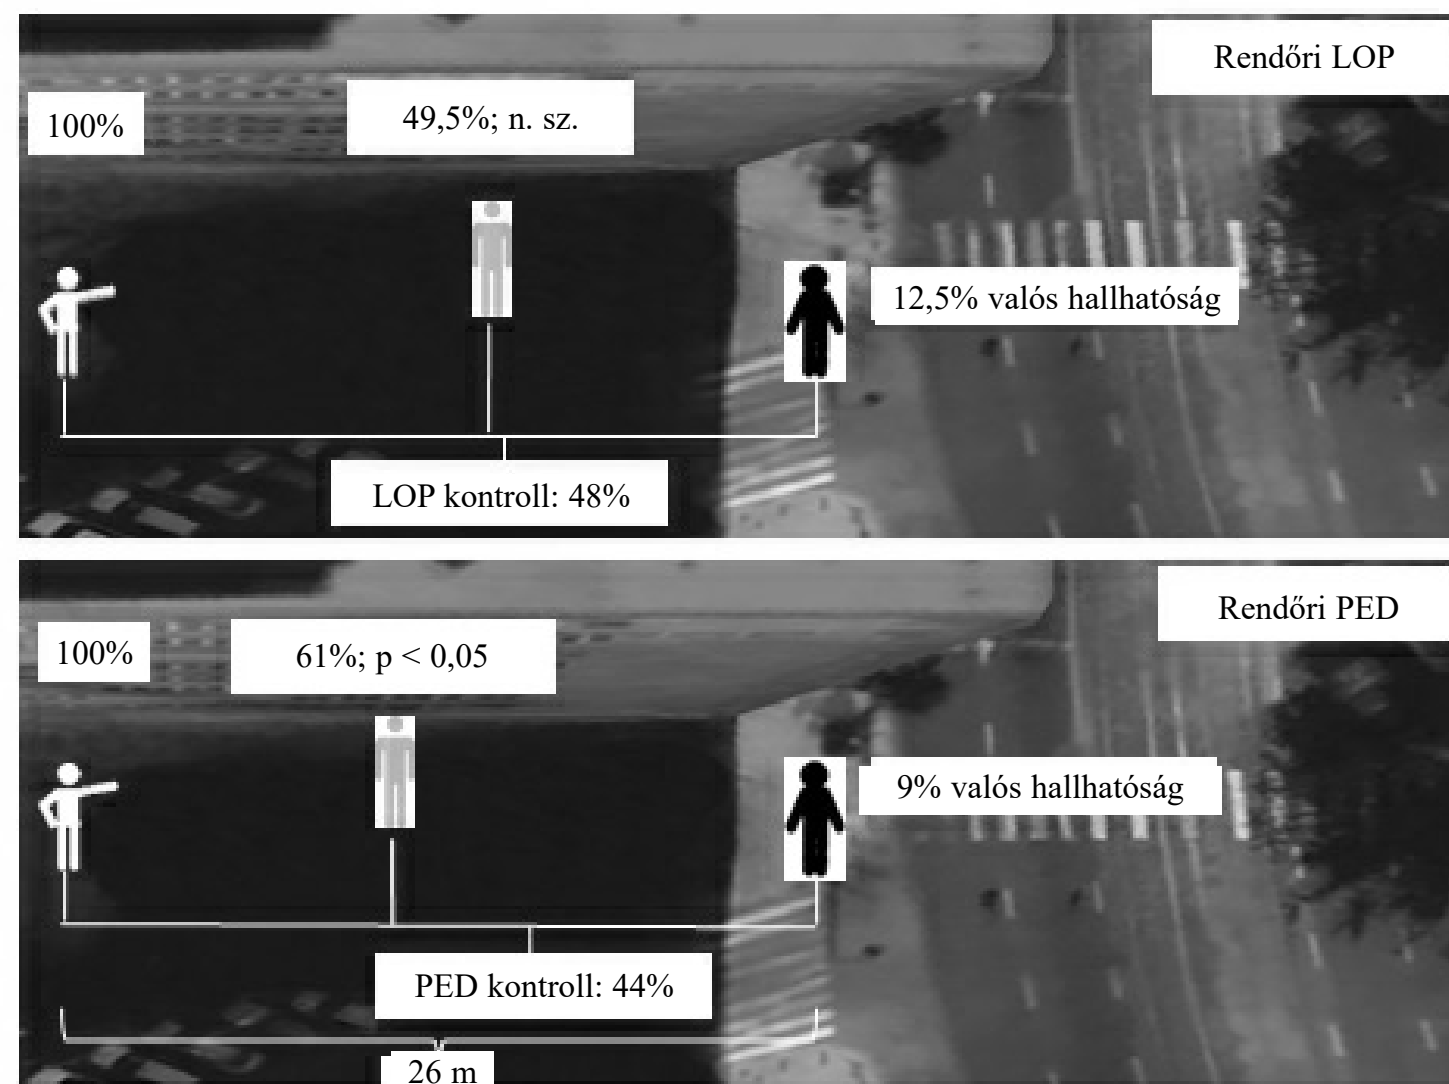 Rendőri LOP
100%
49,5%; n. sz.
12,5% valós hallhatóság
LOP kontroll: 48%
Rendőri PED
100%
61%; p < 0,05
9% valós hallhatóság
PED kontroll: 44%
26 m